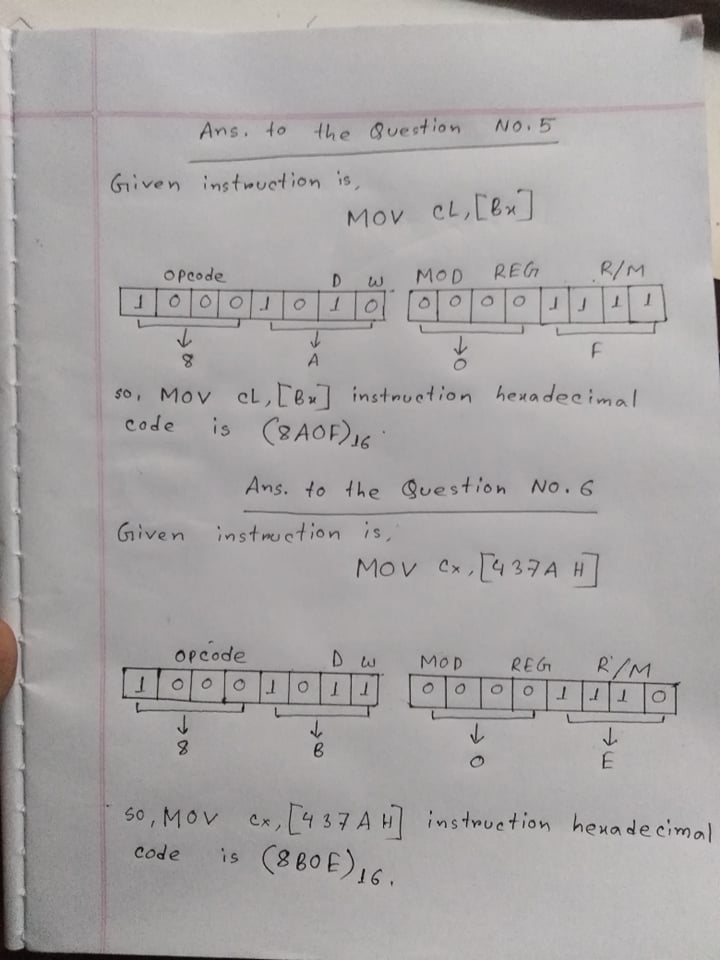 Ans. to the Question No. 5
Given instruction is,
MOV CL, [Bx]
opcode D W MOD REG R/M
1 0 0 0 1 0 1 0 0 0 0 0 1 1 1 1
8 A 0 F
so, MOV CL, [Bx] instruction hexadecimal
code is (8A0F)16.
Ans. to the Question No. 6
Given instruction is,
MOV Cx, [437A H]
opcode D W MOD REG R/M
1 0 0 0 1 0 1 1 0 0 0 0 1 1 1 0
8 B 0 E
so, MOV Cx, [437A H] instruction hexadecimal
code is (8B0E)16.